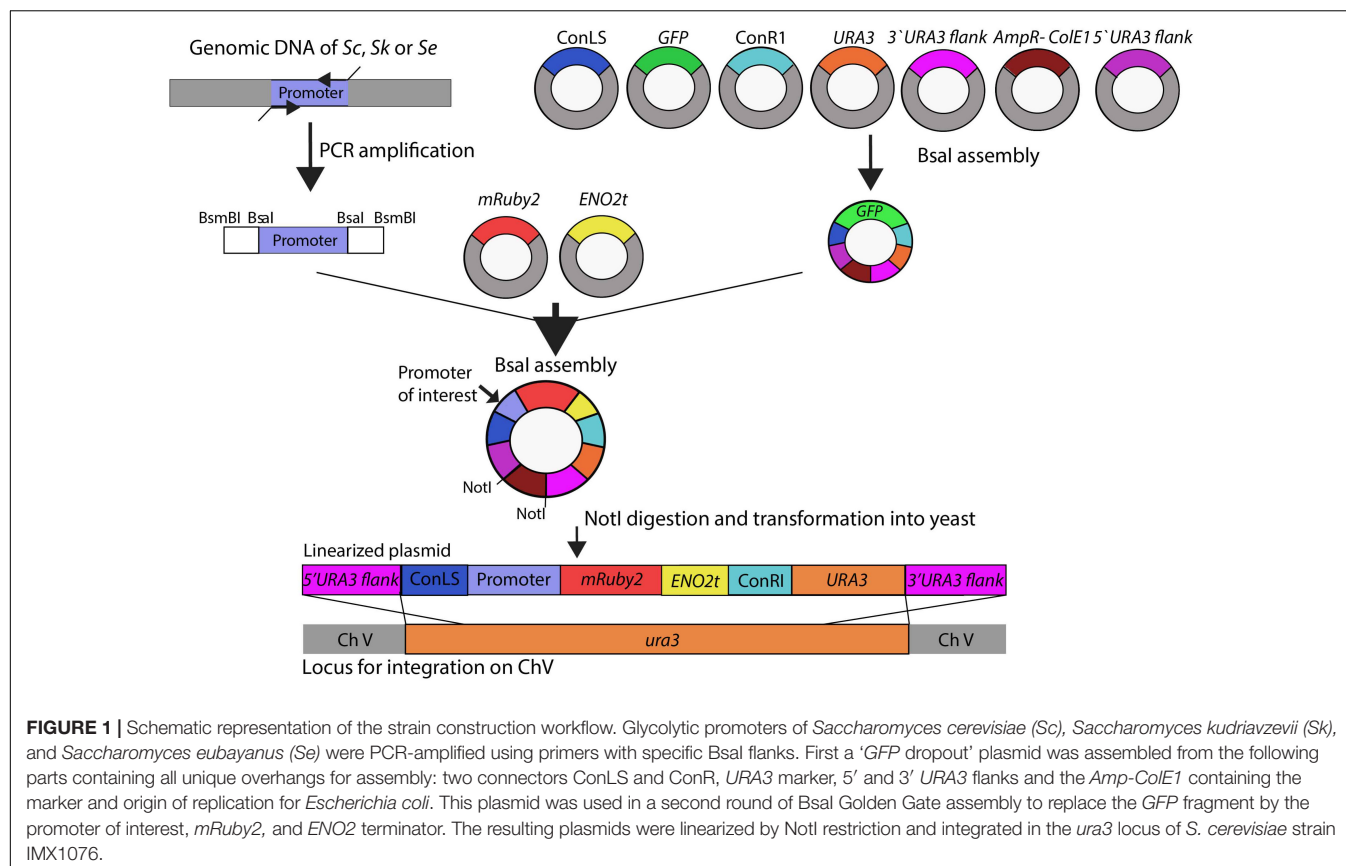 Genomic DNA of Sc, Sk or Se
Promoter
PCR amplification
BsmBI BsaI BsaI BsmBI
Promoter
ConLS GFP ConR1 URA3 3`URA3 flank AmpR- ColE1 5`URA3 flank
BsaI assembly
mRuby2 ENO2t
GFP
BsaI assembly
Promoter
of interest
NotI
NotI
NotI digestion and transformation into yeast
Linearized plasmid
5'URA3 flank ConLS Promoter mRuby2 ENO2t ConRI URA3 3'URA3 flank
Ch V ura3 Ch V
Locus for integration on ChV
FIGURE 1 | Schematic representation of the strain construction workflow. Glycolytic promoters of Saccharomyces cerevisiae (Sc), Saccharomyces kudriavzevii (Sk),
and Saccharomyces eubayanus (Se) were PCR-amplified using primers with specific BsaI flanks. First a ‘GFP dropout’ plasmid was assembled from the following
parts containing all unique overhangs for assembly: two connectors ConLS and ConR, URA3 marker, 5′ and 3′ URA3 flanks and the Amp-ColE1 containing the
marker and origin of replication for Escherichia coli. This plasmid was used in a second round of BsaI Golden Gate assembly to replace the GFP fragment by the
promoter of interest, mRuby2, and ENO2 terminator. The resulting plasmids were linearized by NotI restriction and integrated in the ura3 locus of S. cerevisiae strain
IMX1076.